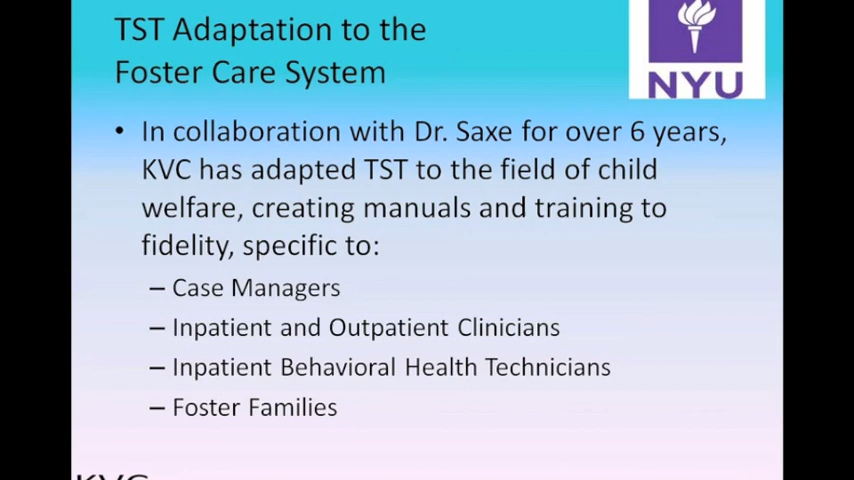 TST Adaptation to the
Foster Care System
NYU
• In collaboration with Dr. Saxe for over 6 years,
KVC has adapted TST to the field of child
welfare, creating manuals and training to
fidelity, specific to:
– Case Managers
– Inpatient and Outpatient Clinicians
– Inpatient Behavioral Health Technicians
– Foster Families
KVC